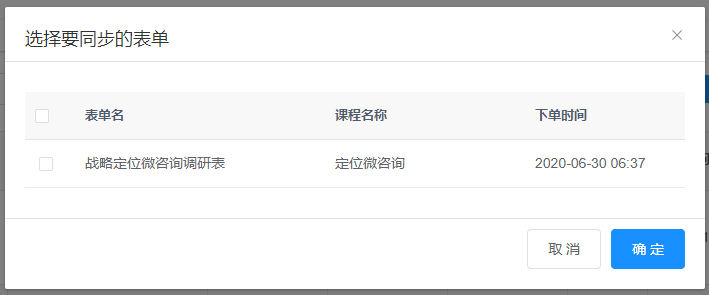 选择要同步的表单
表单名 课程名称 下单时间
战略定位微咨询调研表 定位微咨询 2020-06-30 06:37
取消 确定